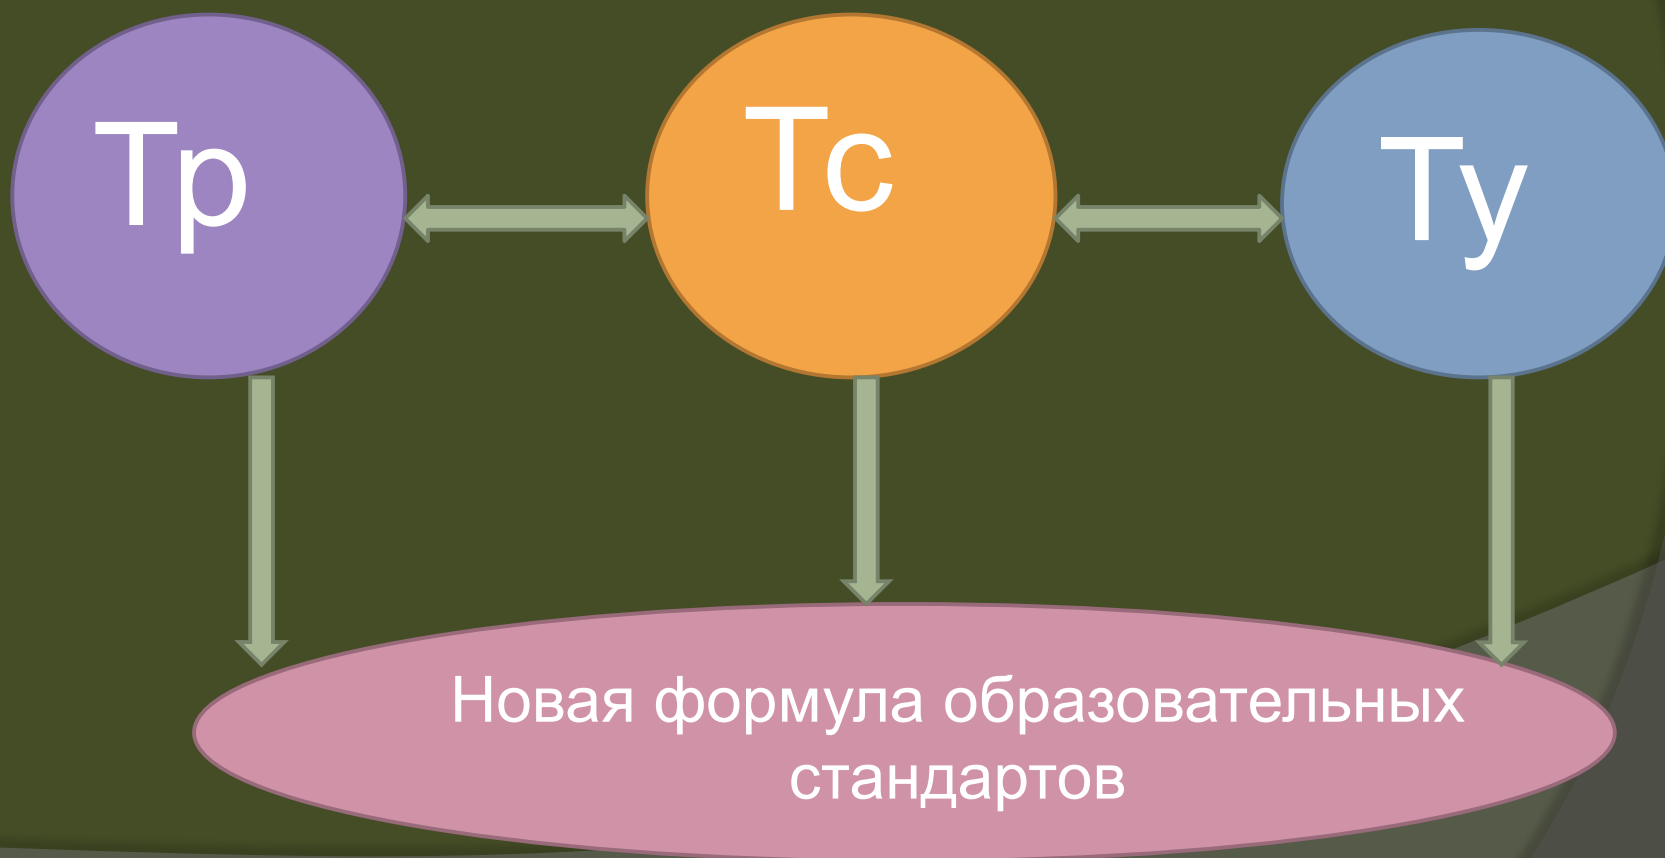 Тр
Тс
Ту
Новая формула образовательных
стандартов